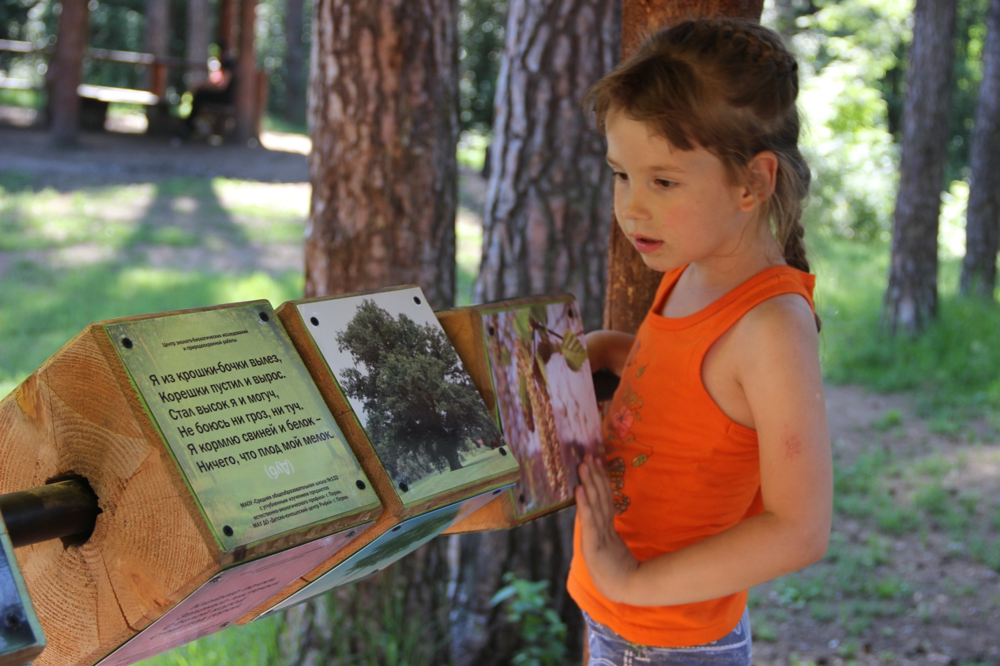 Центр эколого-биологических исследований
и природоохранной работы
Я из крошки-бочки вылез,
Корешки пустил и вырос.
Стал высок я и могуч,
Не боюсь ни гроз, ни туч.
Я кормлю свиней и белок –
Ничего, что плод мой мелок.
(Дуб)
МАОУ «Средняя общеобразовательная школа №132
с углубленным изучением предметов
естественно-экологического профиля» г. Пермь
МАУ ДО «Детско-юношеский центр Рифей» г. Пермь